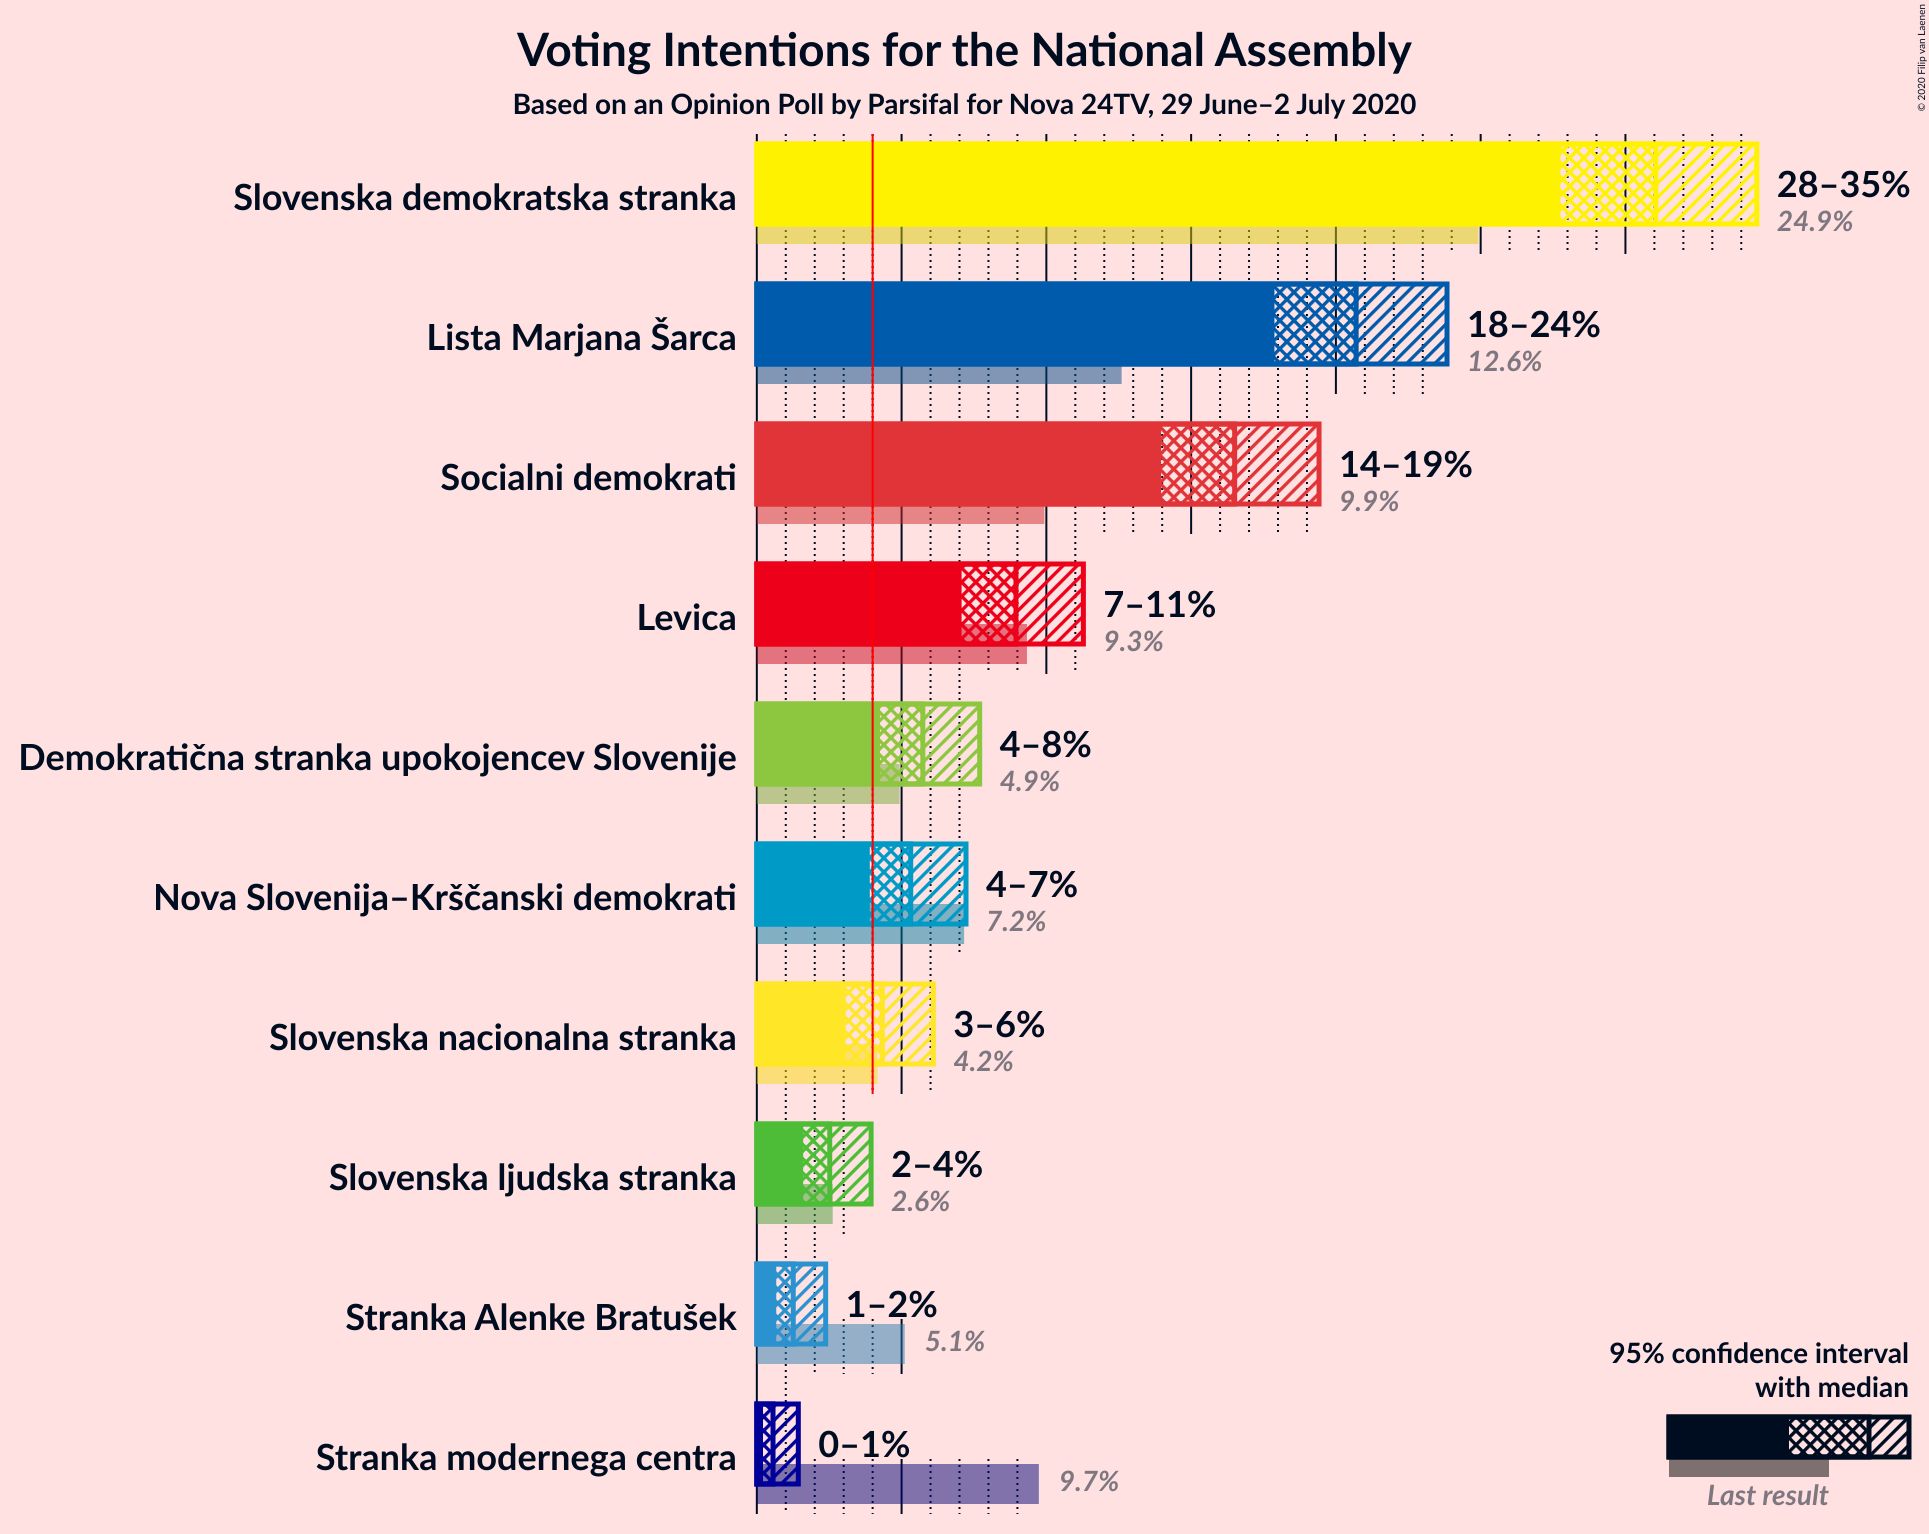 Voting Intentions for the National Assembly
Based on an Opinion Poll by Parsifal for Nova 24TV, 29 June–2 July 2020
© 2020 Filip van Laenen
Slovenska demokratska stranka
28–35%
24.9%
Lista Marjana Šarca
18–24%
12.6%
Socialni demokrati
14–19%
9.9%
Levica
7–11%
9.3%
Demokratična stranka upokojencev Slovenije
4–8%
4.9%
Nova Slovenija–Krščanski demokrati
4–7%
7.2%
Slovenska nacionalna stranka
3–6%
4.2%
Slovenska ljudska stranka
2–4%
2.6%
Stranka Alenke Bratušek
1–2%
5.1%
Stranka modernega centra
0–1%
9.7%
95% confidence interval
with median
Last result